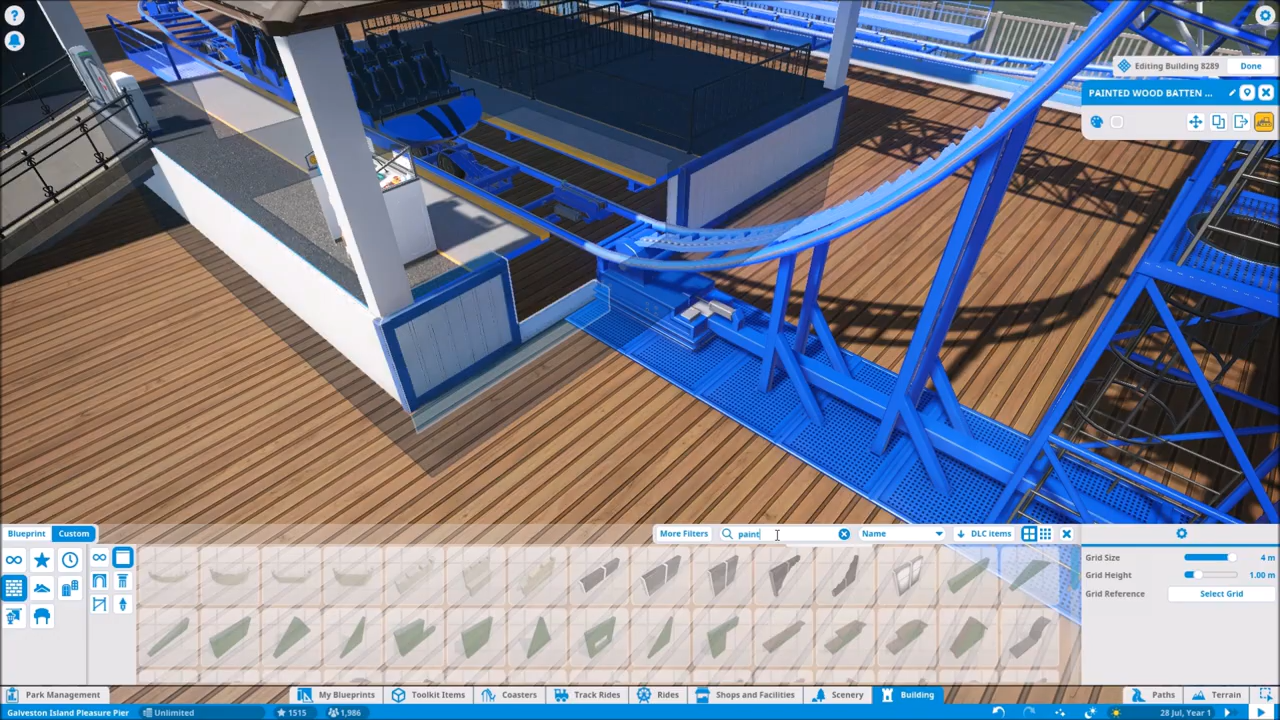 Editing Building 8289
Done
PAINTED WOOD BATTEN ...
Blueprint
Custom
More Filters
paint
Name
DLC items
Grid Size
4 m
Grid Height
1.00 m
Grid Reference
Select Grid
Park Management
My Blueprints
Toolkit Items
Coasters
Track Rides
Rides
Shops and Facilities
Scenery
Building
Paths
Terrain
Galveston Island Pleasure Pier
Unlimited
1515
1,986
28 Jul, Year 1